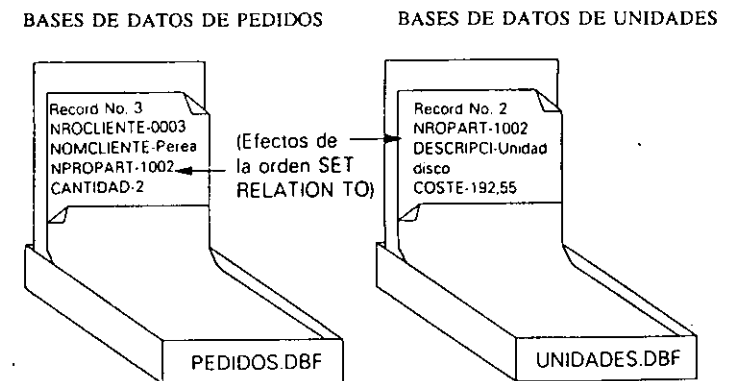 BASES DE DATOS DE PEDIDOS
BASES DE DATOS DE UNIDADES
Record No. 3
NROCLIENTE-0003
NOMCLIENTE-Perea
NPROPART-1002
CANTIDAD-2
(Efectos de
la orden SET
RELATION TO)
Record No. 2
NROPART-1002
DESCRIPCI-Unidad
disco
COSTE-192,55
PEDIDOS.DBF
UNIDADES.DBF